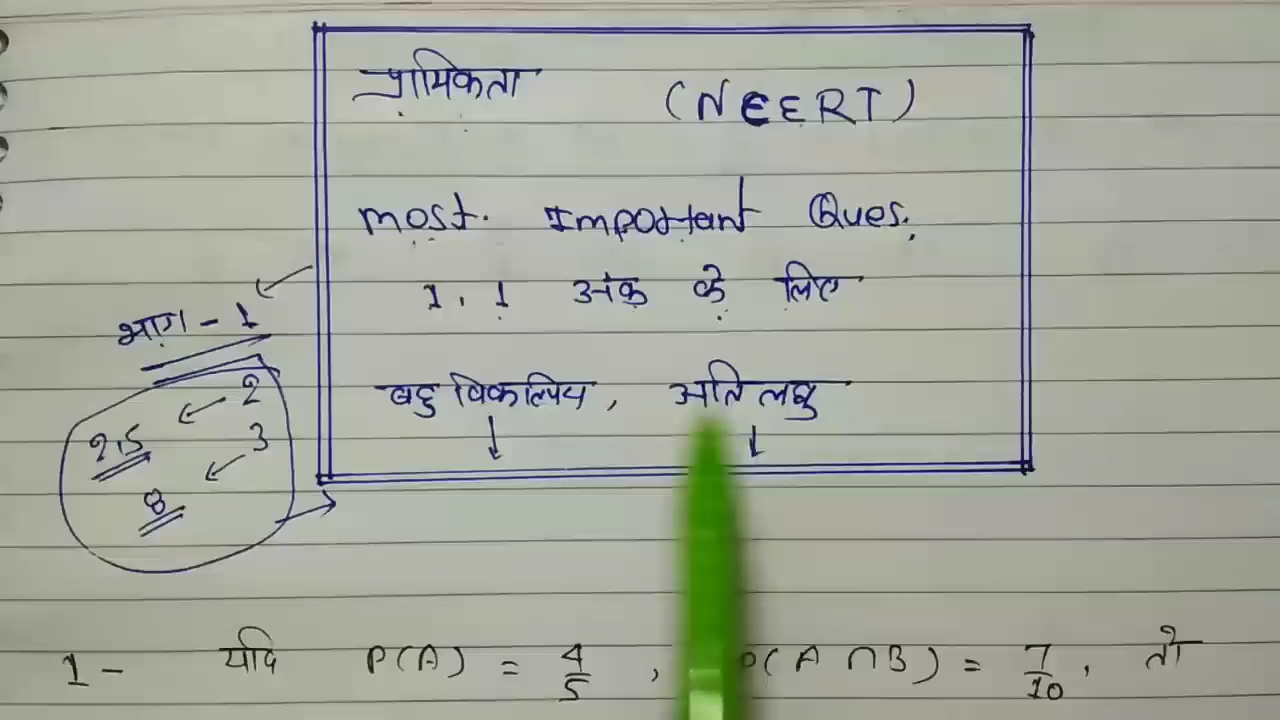 प्रायिकता (NCERT)
most. Important Ques.
1, 1 अंक के लिए
भाग - 1
बहु विकल्पिय, अति लघु
2
2,5
3
8
1 - यदि P(A) = 4/5 , P(A ∩ B) = 7/10 , तो